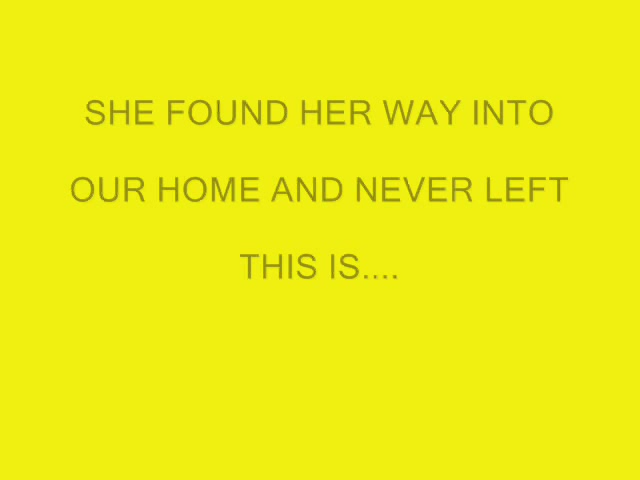 SHE FOUND HER WAY INTO
OUR HOME AND NEVER LEFT
THIS IS....